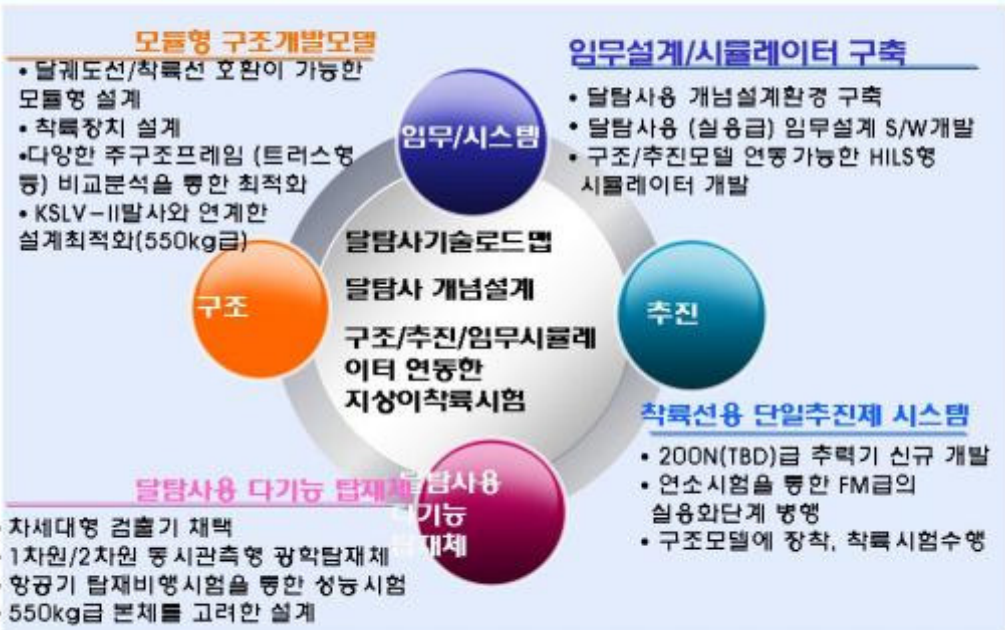 모듈형 구조개발모델
• 달궤도선/착륙선 호환이 가능한
모듈형 설계
• 착륙장치 설계
•다양한 주구조프레임 (트러스형
등) 비교분석을 통한 최적화
• KSLV-II발사와 연계한
설계최적화(550kg급)
임무설계/시뮬레이터 구축
• 달탐사용 개념설계환경 구축
• 달탐사용 (실용급) 임무설계 S/W개발
• 구조/추진모델 연동가능한 HILS형
시뮬레이터 개발
임무/시스템
구조
달탐사기술로드맵
달탐사 개념설계
구조/추진/임무시뮬레
이터 연동한
지상이착륙시험
추진
착륙선용 단일추진제 시스템
• 200N(TBD)급 추력기 신규 개발
• 연소시험을 통한 FM급의
실용화단계 병행
• 구조모델에 장착, 착륙시험수행
달탐사용 다기능 탑재체
• 차세대형 검출기 채택
• 1차원/2차원 동시관측형 광학탑재체
• 항공기 탑재비행시험을 통한 성능시험
• 550kg급 본체를 고려한 설계
달탐사용
다기능
탑재체